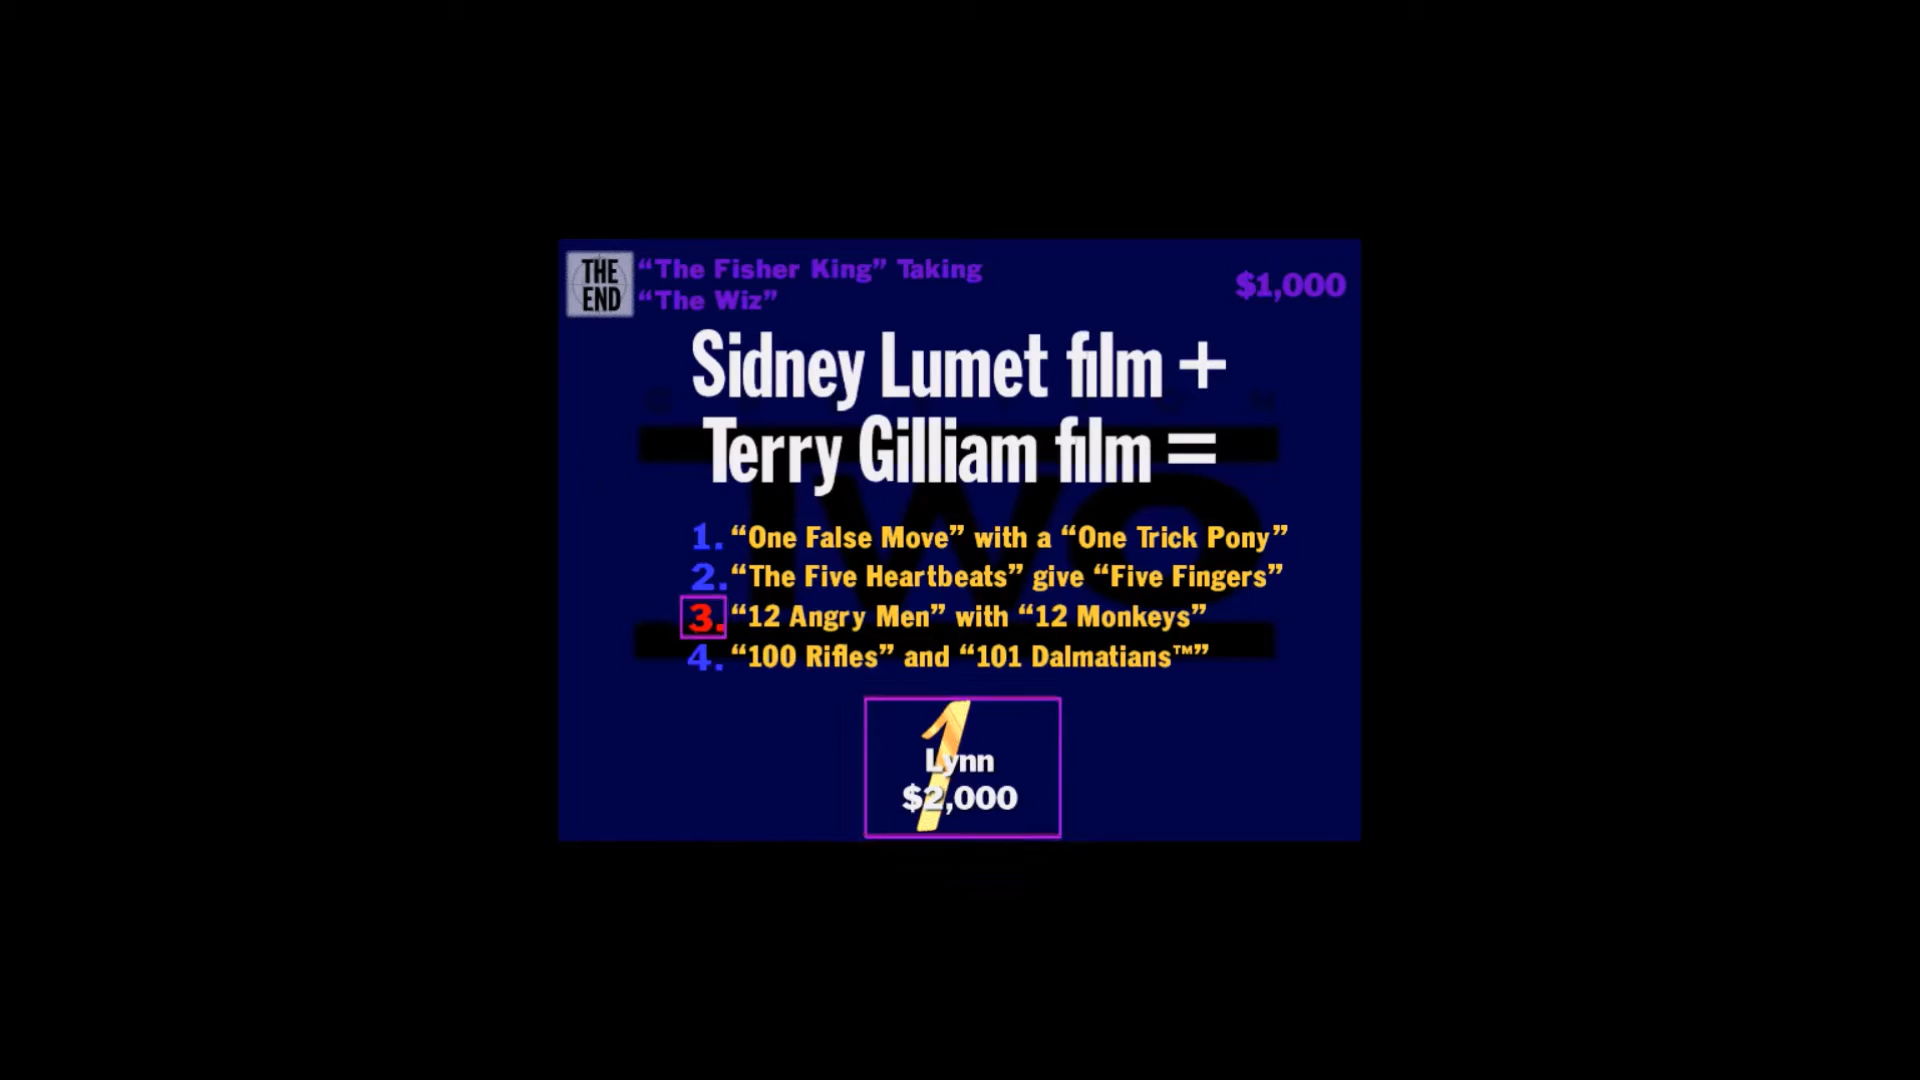 THE
END
“The Fisher King” Taking
“The Wiz”
$1,000
Sidney Lumet film +
Terry Gilliam film =
1. “One False Move” with a “One Trick Pony”
2. “The Five Heartbeats” give “Five Fingers”
3. “12 Angry Men” with “12 Monkeys”
4. “100 Rifles” and “101 Dalmatians™”
1
Lynn
$2,000